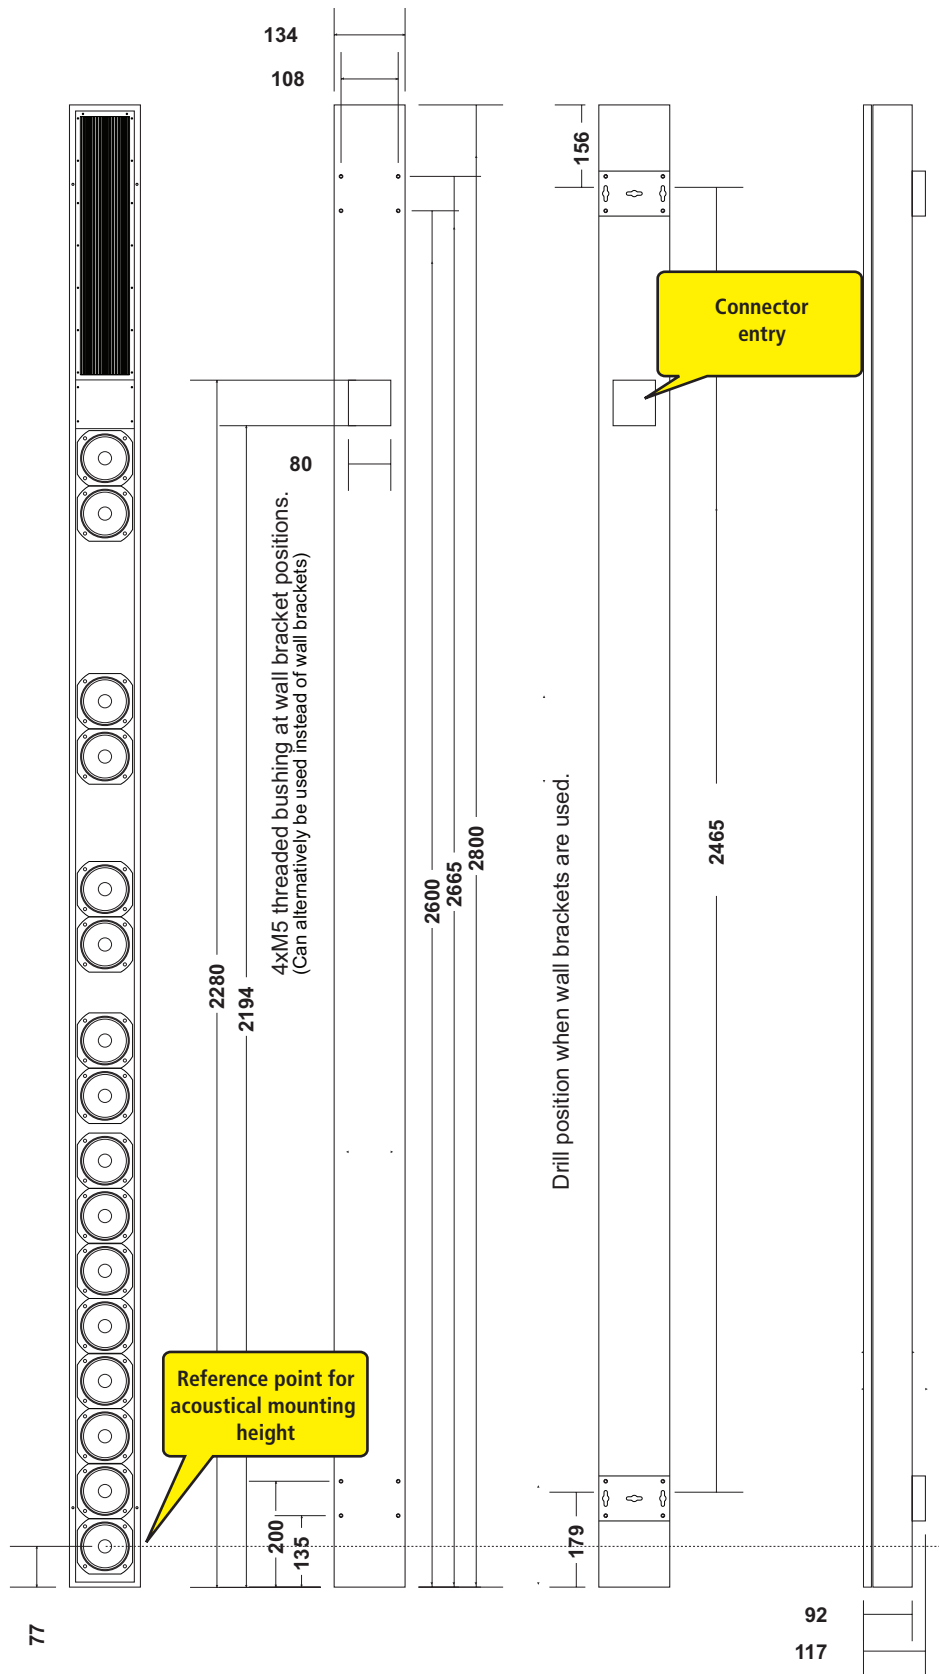 134
108
156
Connector
entry
80
4xM5 threaded bushing at wall bracket positions.
(Can alternatively be used instead of wall brackets)
2280
2194
2600
2665
2800
2465
Drill position when wall brackets are used.
Reference point for
acoustical mounting
height
200
135
179
77
92
117